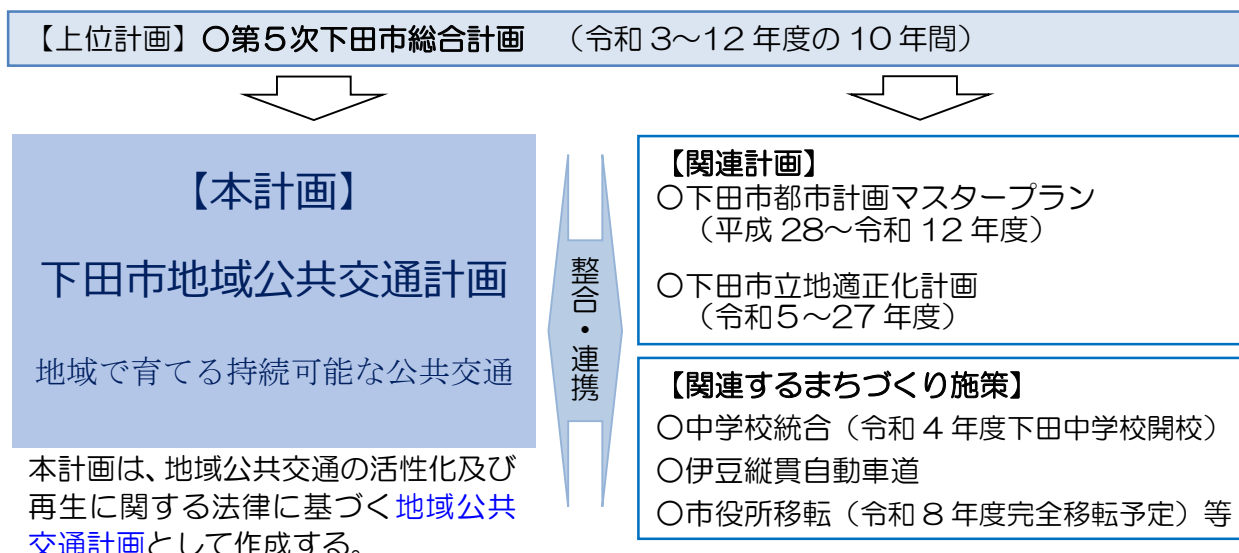 【上位計画】〇第５次下田市総合計画 （令和３～12年度の10年間）
【本計画】
下田市地域公共交通計画
地域で育てる持続可能な公共交通
本計画は、地域公共交通の活性化及び
再生に関する法律に基づく地域公共
交通計画として作成する。
整合・連携
【関連計画】
〇下田市都市計画マスタープラン
（平成28～令和12年度）
〇下田市立地適正化計画
（令和５～27年度）
【関連するまちづくり施策】
〇中学校統合（令和４年度下田中学校開校）
〇伊豆縦貫自動車道
〇市役所移転（令和８年度完全移転予定）等